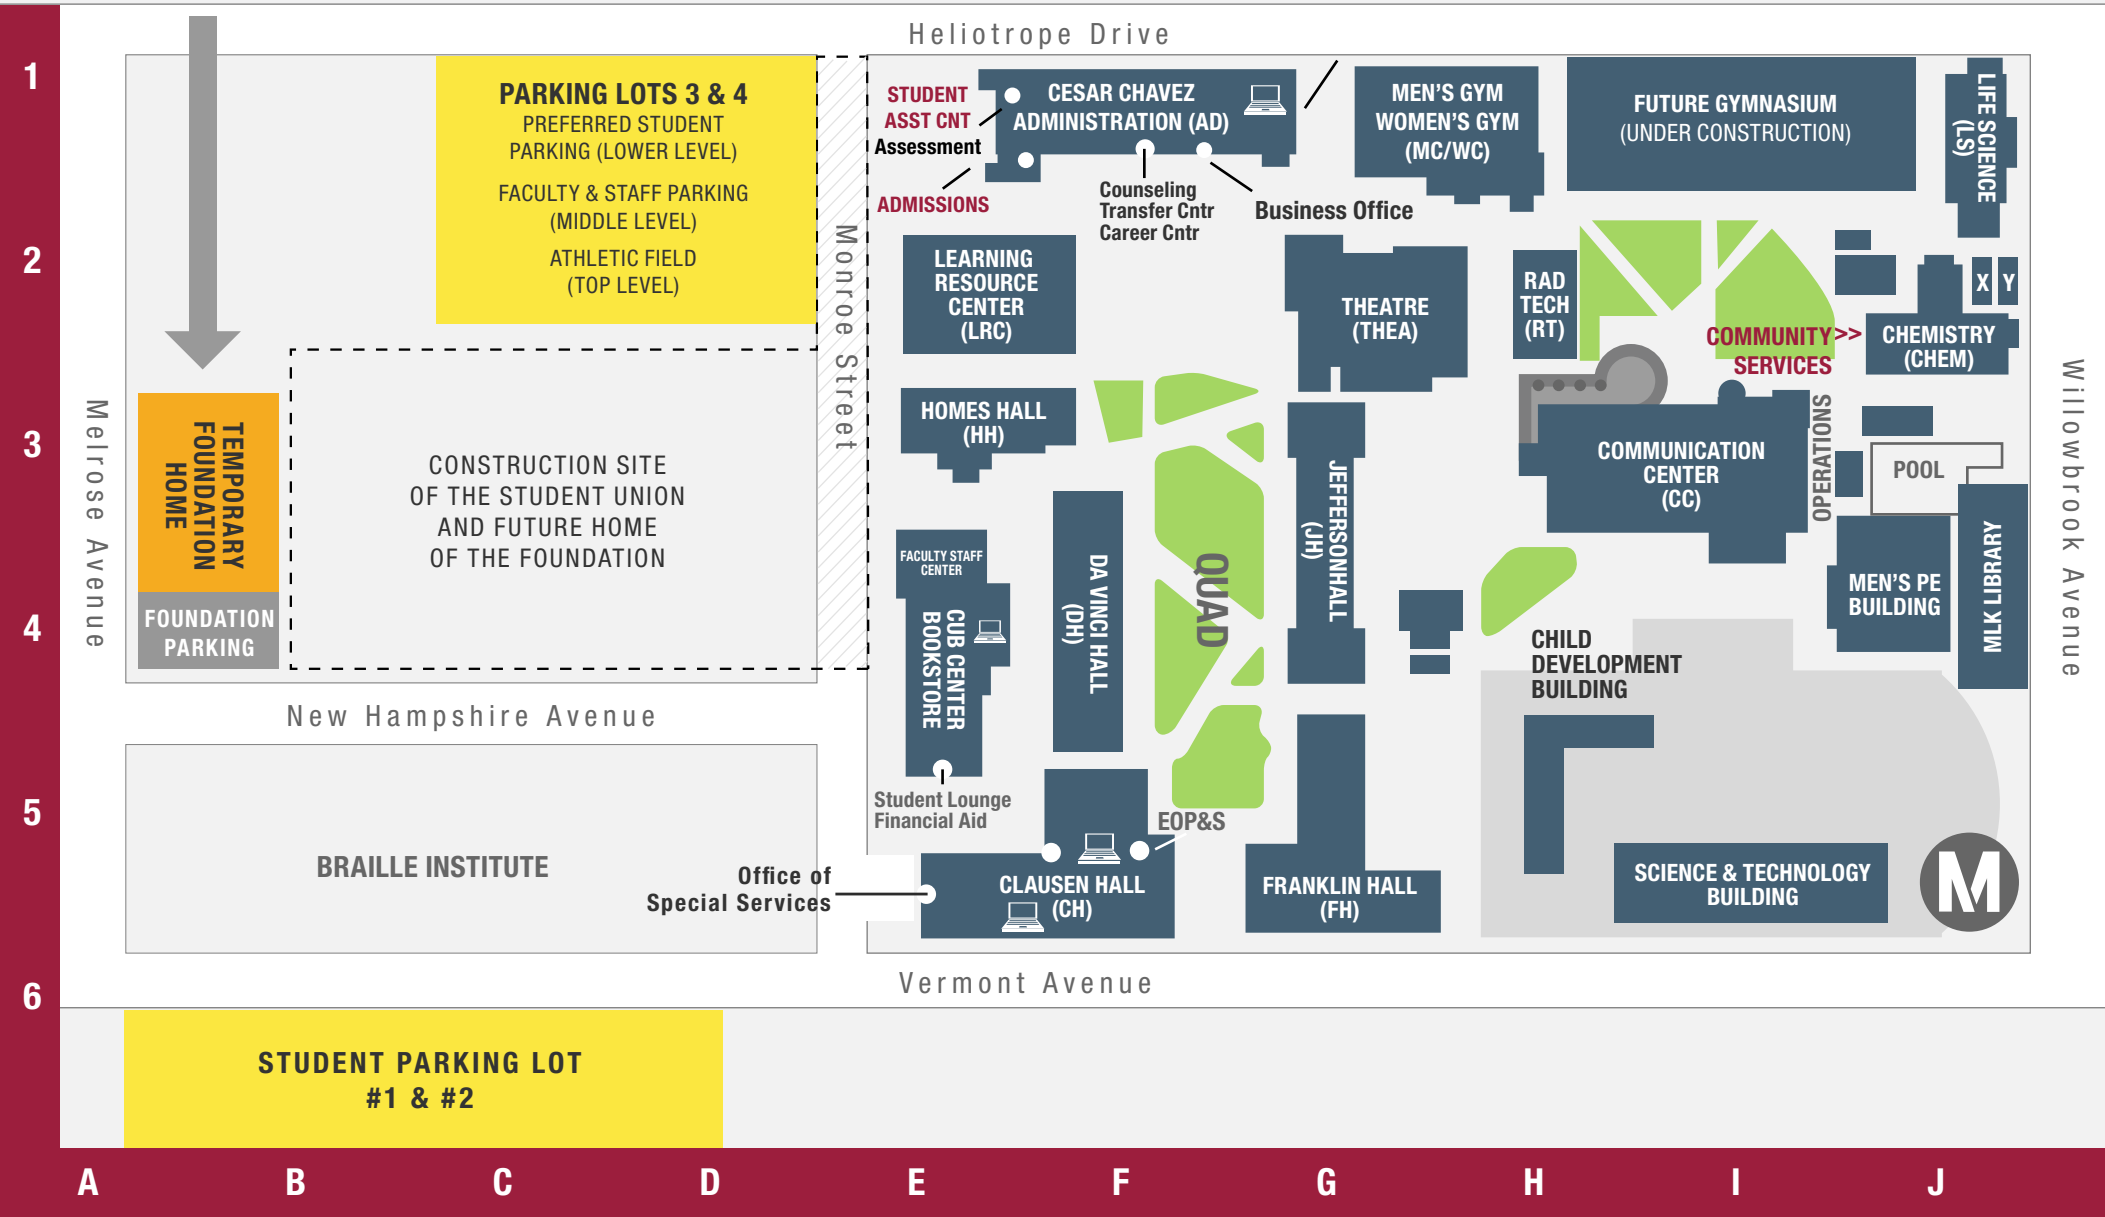 Heliotrope Drive
1
2
3
4
5
6
PARKING LOTS 3 & 4
PREFERRED STUDENT
PARKING (LOWER LEVEL)
FACULTY & STAFF PARKING
(MIDDLE LEVEL)
ATHLETIC FIELD
(TOP LEVEL)
Monroe Street
STUDENT
ASST CNT
Assessment
ADMISSIONS
CESAR CHAVEZ
ADMINISTRATION (AD)
Counseling
Transfer Cntr
Career Cntr
Business Office
MEN'S GYM
WOMEN'S GYM
(MC/WC)
FUTURE GYMNASIUM
(UNDER CONSTRUCTION)
LIFE SCIENCE
(LS)
LEARNING
RESOURCE
CENTER
(LRC)
THEATRE
(THEA)
RAD
TECH
(RT)
COMMUNITY>>
SERVICES
X
Y
CHEMISTRY
(CHEM)
Melrose Avenue
TEMPORARY
FOUNDATION
HOME
FOUNDATION
PARKING
CONSTRUCTION SITE
OF THE STUDENT UNION
AND FUTURE HOME
OF THE FOUNDATION
HOMES HALL
(HH)
FACULTY STAFF
CENTER
CUB CENTER
BOOKSTORE
DA VINCI HALL
(DH)
QUAD
JEFFERSONHALL
(JH)
COMMUNICATION
CENTER
(CC)
OPERATIONS
POOL
MEN'S PE
BUILDING
MLK LIBRARY
Willowbrook Avenue
CHILD
DEVELOPMENT
BUILDING
New Hampshire Avenue
BRAILLE INSTITUTE
Student Lounge
Financial Aid
Office of
Special Services
EOP&S
CLAUSEN HALL
(CH)
FRANKLIN HALL
(FH)
SCIENCE & TECHNOLOGY
BUILDING
M
Vermont Avenue
STUDENT PARKING LOT
#1 & #2
A
B
C
D
E
F
G
H
I
J